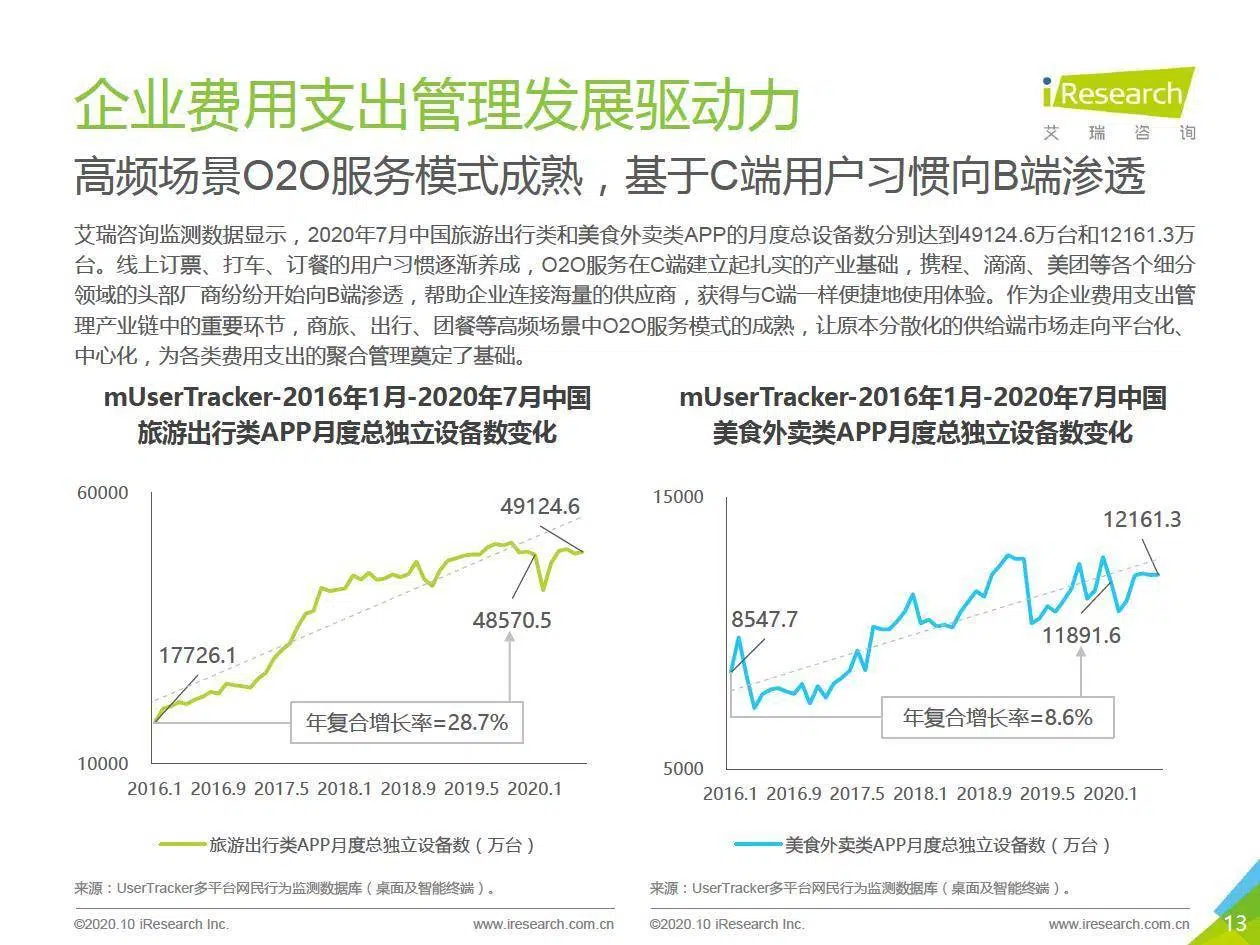 企业费用支出管理发展驱动力
iResearch
艾瑞咨询
高频场景O2O服务模式成熟，基于C端用户习惯向B端渗透
艾瑞咨询监测数据显示，2020年7月中国旅游出行类和美食外卖类APP的月度总设备数分别达到49124.6万台和12161.3万
台。线上订票、打车、订餐的用户习惯逐渐养成，O2O服务在C端建立起扎实的产业基础，携程、滴滴、美团等各个细分
领域的头部厂商纷纷开始向B端渗透，帮助企业连接海量的供应商，获得与C端一样便捷地使用体验。作为企业费用支出管
理产业链中的重要环节，商旅、出行、团餐等高频场景中O2O服务模式的成熟，让原本分散化的供给端市场走向平台化、
中心化，为各类费用支出的聚合管理奠定了基础。
mUserTracker-2016年1月-2020年7月中国
旅游出行类APP月度总独立设备数变化
60000
49124.6
48570.5
17726.1
年复合增长率=28.7%
10000
2016.1 2016.9 2017.5 2018.1 2018.9 2019.5 2020.1
旅游出行类APP月度总独立设备数（万台）
来源：UserTracker多平台网民行为监测数据库（桌面及智能终端）。
©2020.10 iResearch Inc. www.iresearch.com.cn
mUserTracker-2016年1月-2020年7月中国
美食外卖类APP月度总独立设备数变化
15000
12161.3
8547.7
11891.6
年复合增长率=8.6%
5000
2016.1 2016.9 2017.5 2018.1 2018.9 2019.5 2020.1
美食外卖类APP月度总独立设备数（万台）
来源：UserTracker多平台网民行为监测数据库（桌面及智能终端）。
©2020.10 iResearch Inc. www.iresearch.com.cn
13